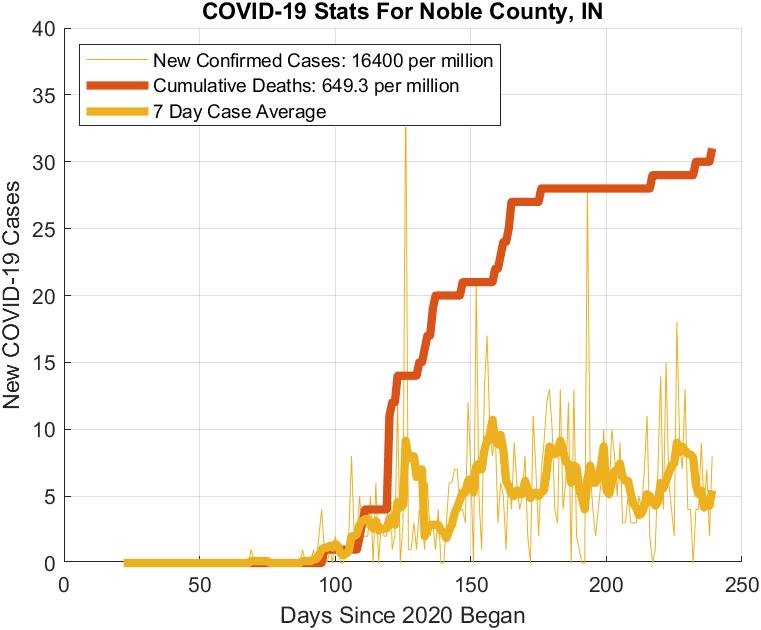 COVID-19 Stats For Noble County, IN
New Confirmed Cases: 16400 per million
Cumulative Deaths: 649.3 per million
7 Day Case Average
New COVID-19 Cases
40
35
30
25
20
15
10
5
0
0 50 100 150 200 250
Days Since 2020 Began